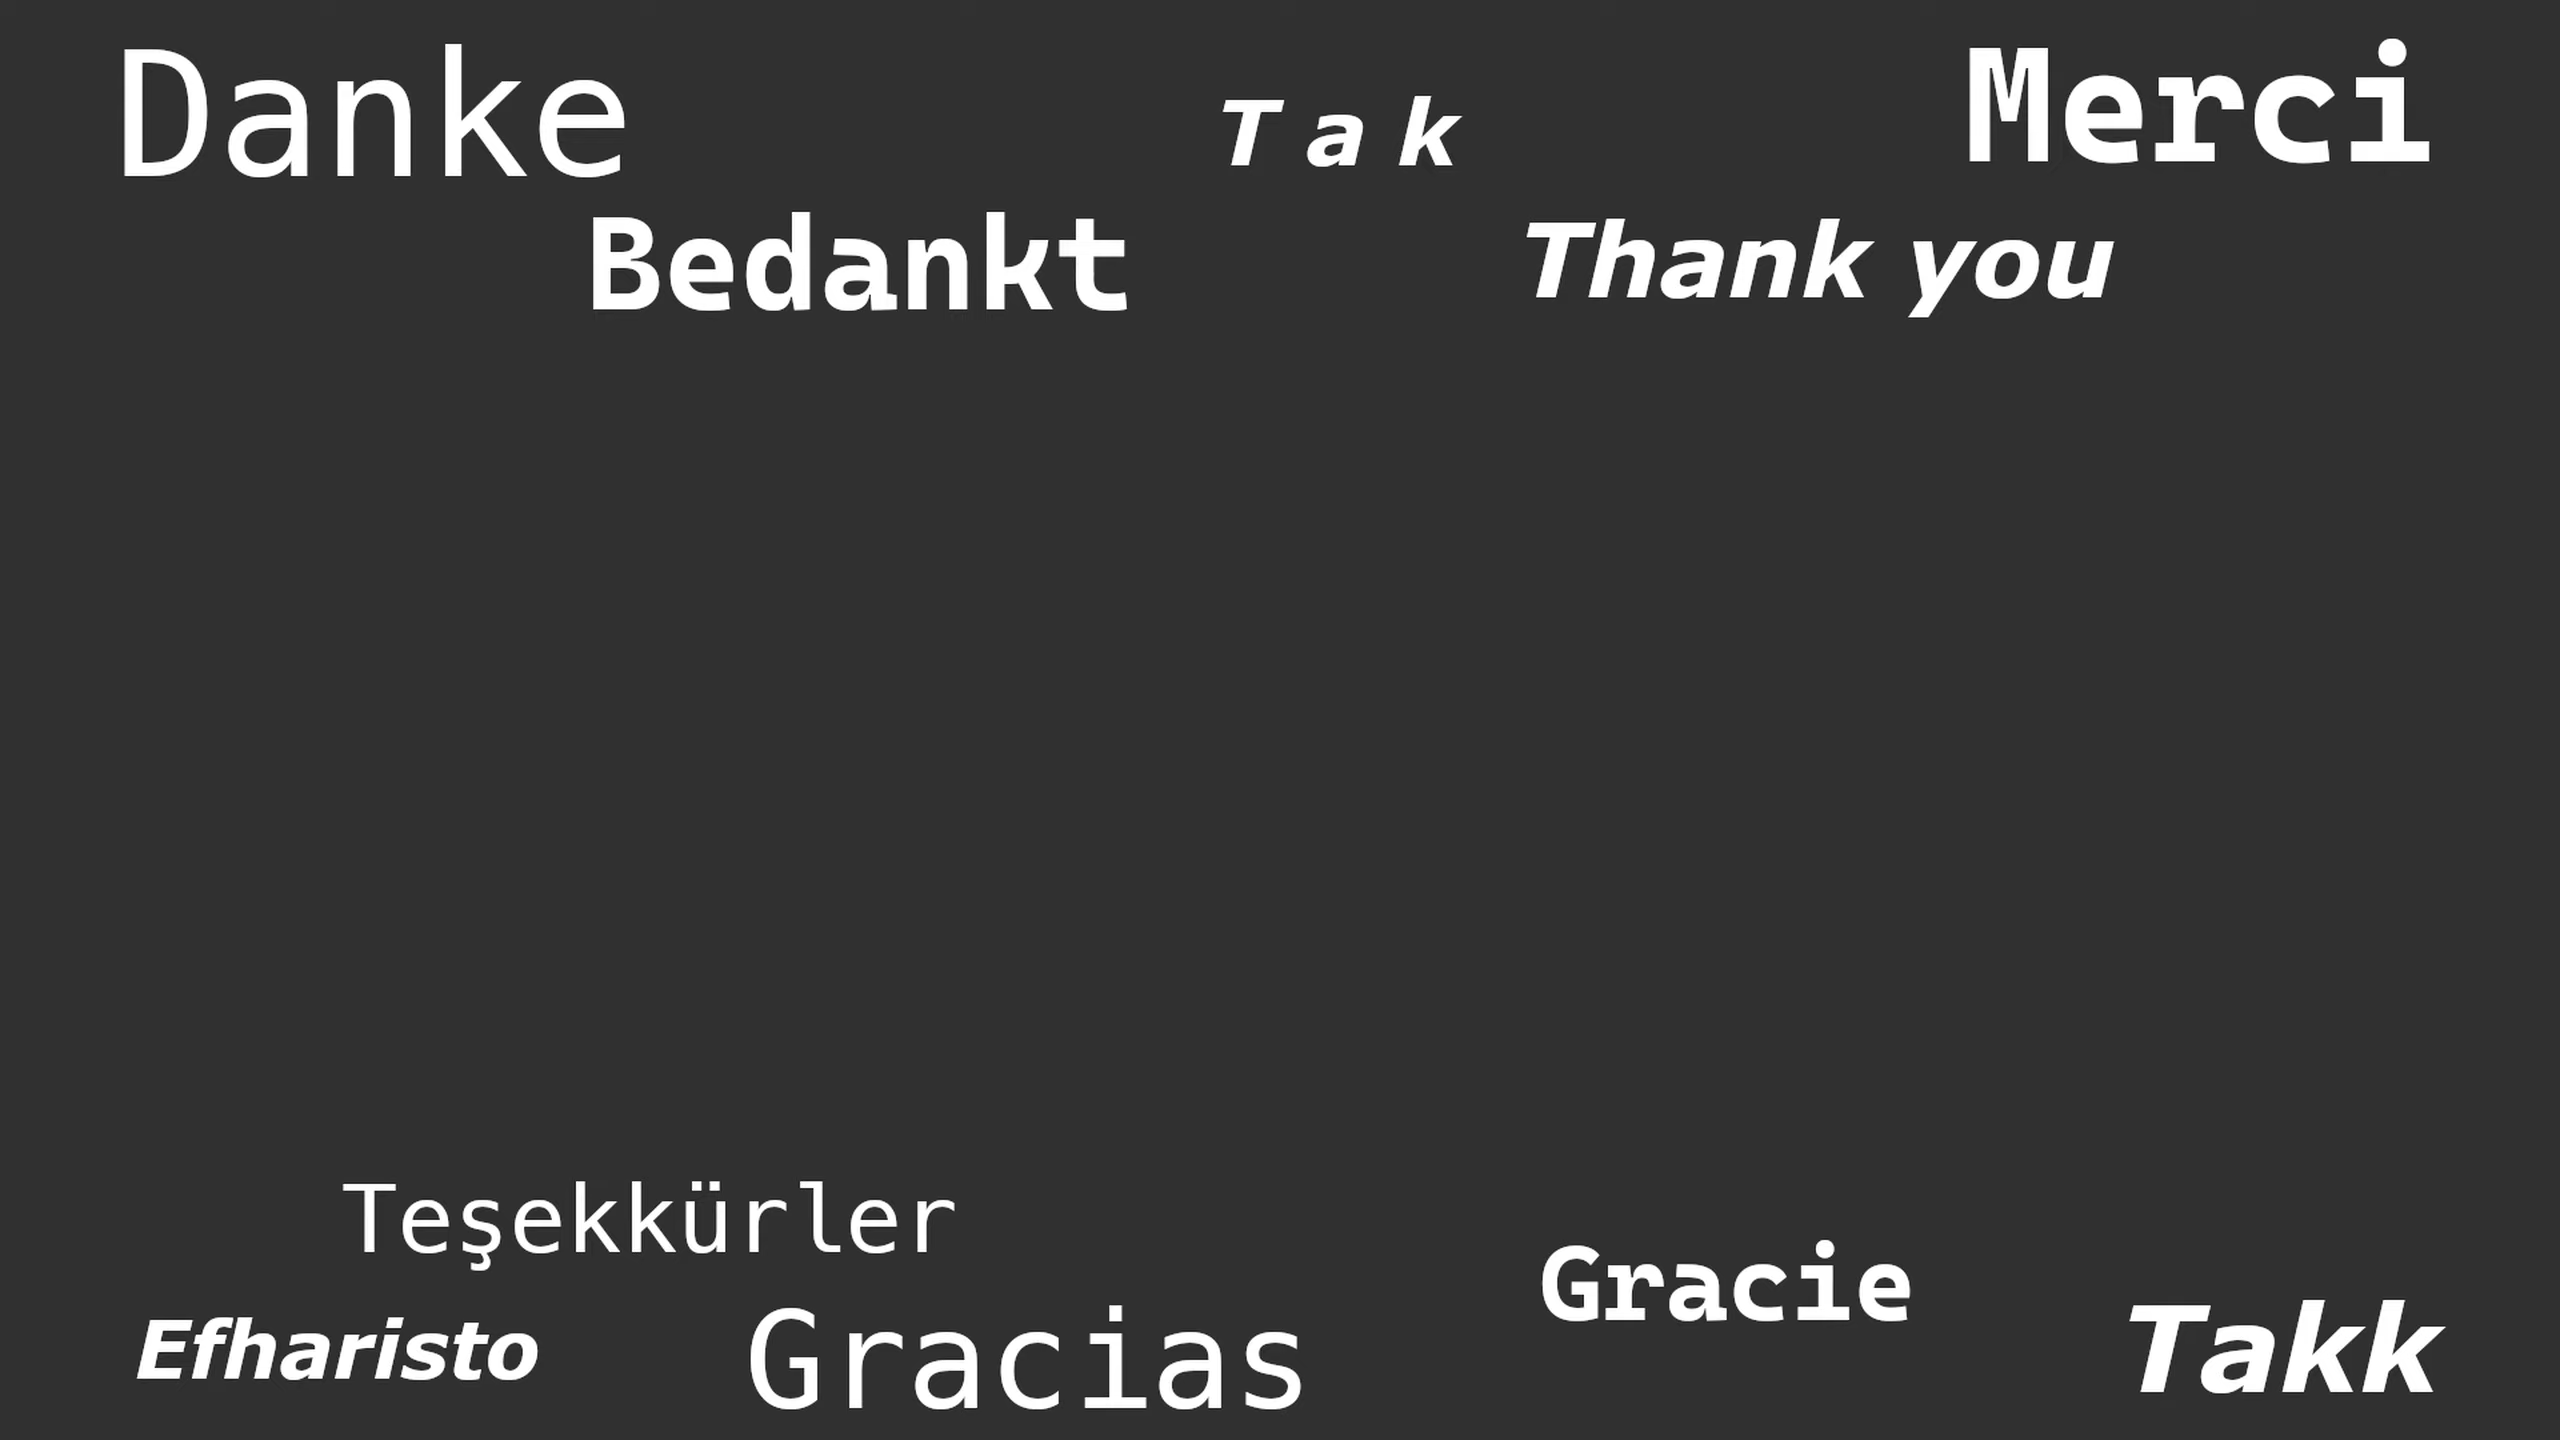 Danke
Tak
Merci
Bedankt
Thank you
Teşekkürler
Gracie
Efharisto
Gracias
Takk